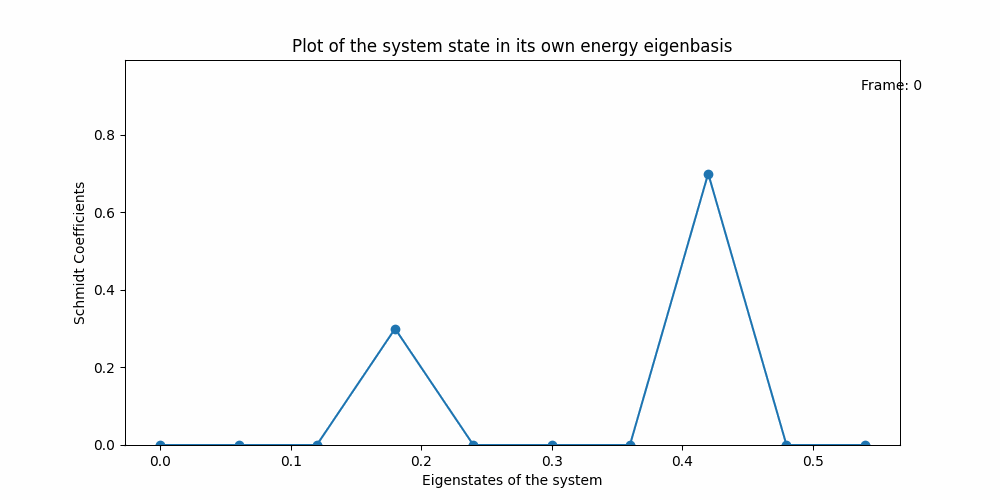 Plot of the system state in its own energy eigenbasis
Frame: 0
0.8
0.6
0.4
0.2
0.0
Schmidt Coefficients
0.0 0.1 0.2 0.3 0.4 0.5
Eigenstates of the system